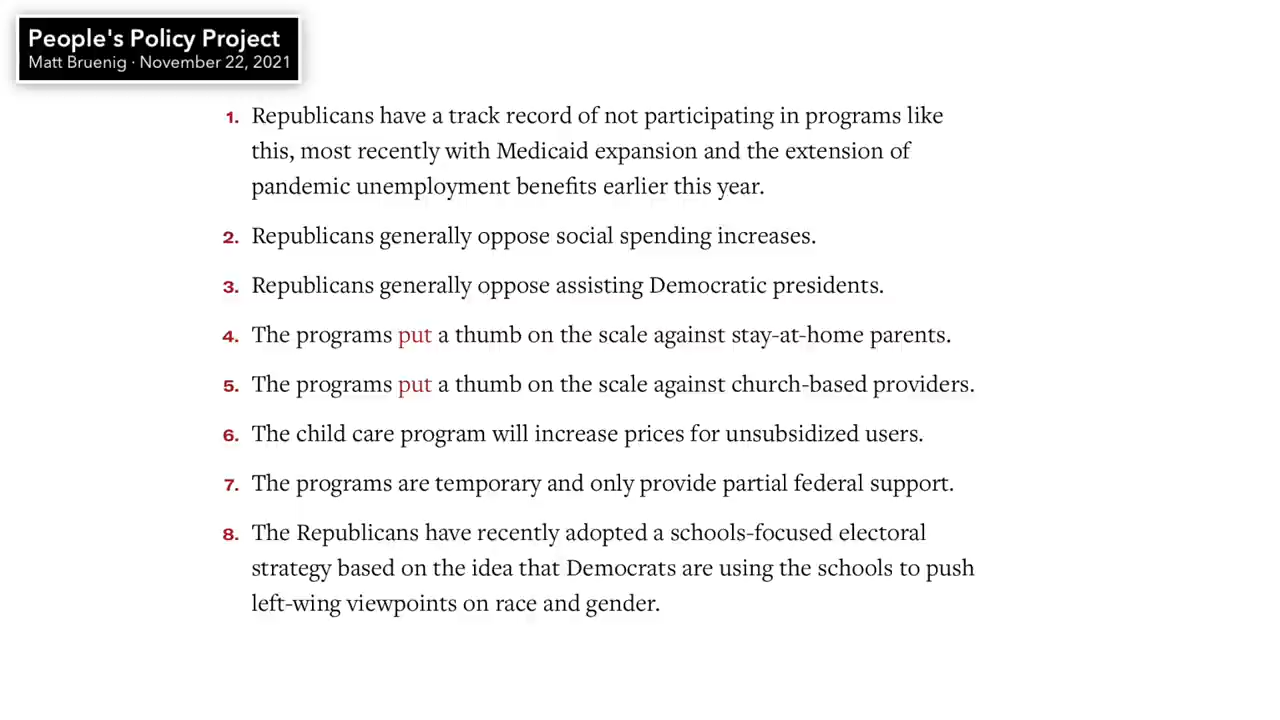 People's Policy Project
Matt Bruenig · November 22, 2021
1. Republicans have a track record of not participating in programs like
this, most recently with Medicaid expansion and the extension of
pandemic unemployment benefits earlier this year.
2. Republicans generally oppose social spending increases.
3. Republicans generally oppose assisting Democratic presidents.
4. The programs put a thumb on the scale against stay-at-home parents.
5. The programs put a thumb on the scale against church-based providers.
6. The child care program will increase prices for unsubsidized users.
7. The programs are temporary and only provide partial federal support.
8. The Republicans have recently adopted a schools-focused electoral
strategy based on the idea that Democrats are using the schools to push
left-wing viewpoints on race and gender.